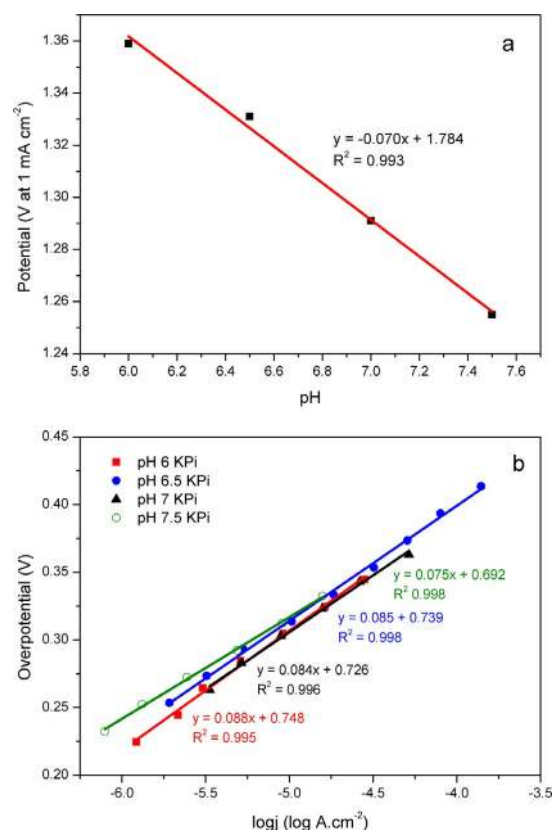 a
1.36
1.34
1.32
1.30
1.28
1.26
1.24
Potential (V at 1 mA cm⁻²)
y = -0.070x + 1.784
R² = 0.993
5.8 6.0 6.2 6.4 6.6 6.8 7.0 7.2 7.4 7.6
pH
b
0.45
0.40
0.35
0.30
0.25
0.20
Overpotential (V)
pH 6 KPi
pH 6.5 KPi
pH 7 KPi
pH 7.5 KPi
y = 0.075x + 0.692
R² 0.998
y = 0.085 + 0.739
R² = 0.998
y = 0.084x + 0.726
R² = 0.996
y = 0.088x + 0.748
R² = 0.995
-6.0 -5.5 -5.0 -4.5 -4.0 -3.5
logj (log A.cm⁻²)